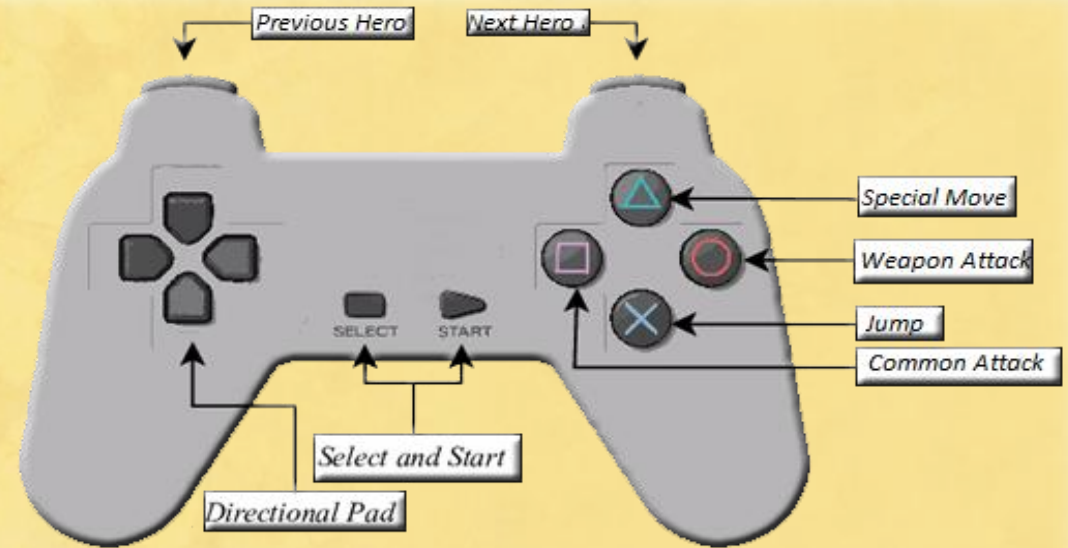 Previous Hero
Next Hero
Special Move
Weapon Attack
Jump
Common Attack
SELECT
START
Select and Start
Directional Pad